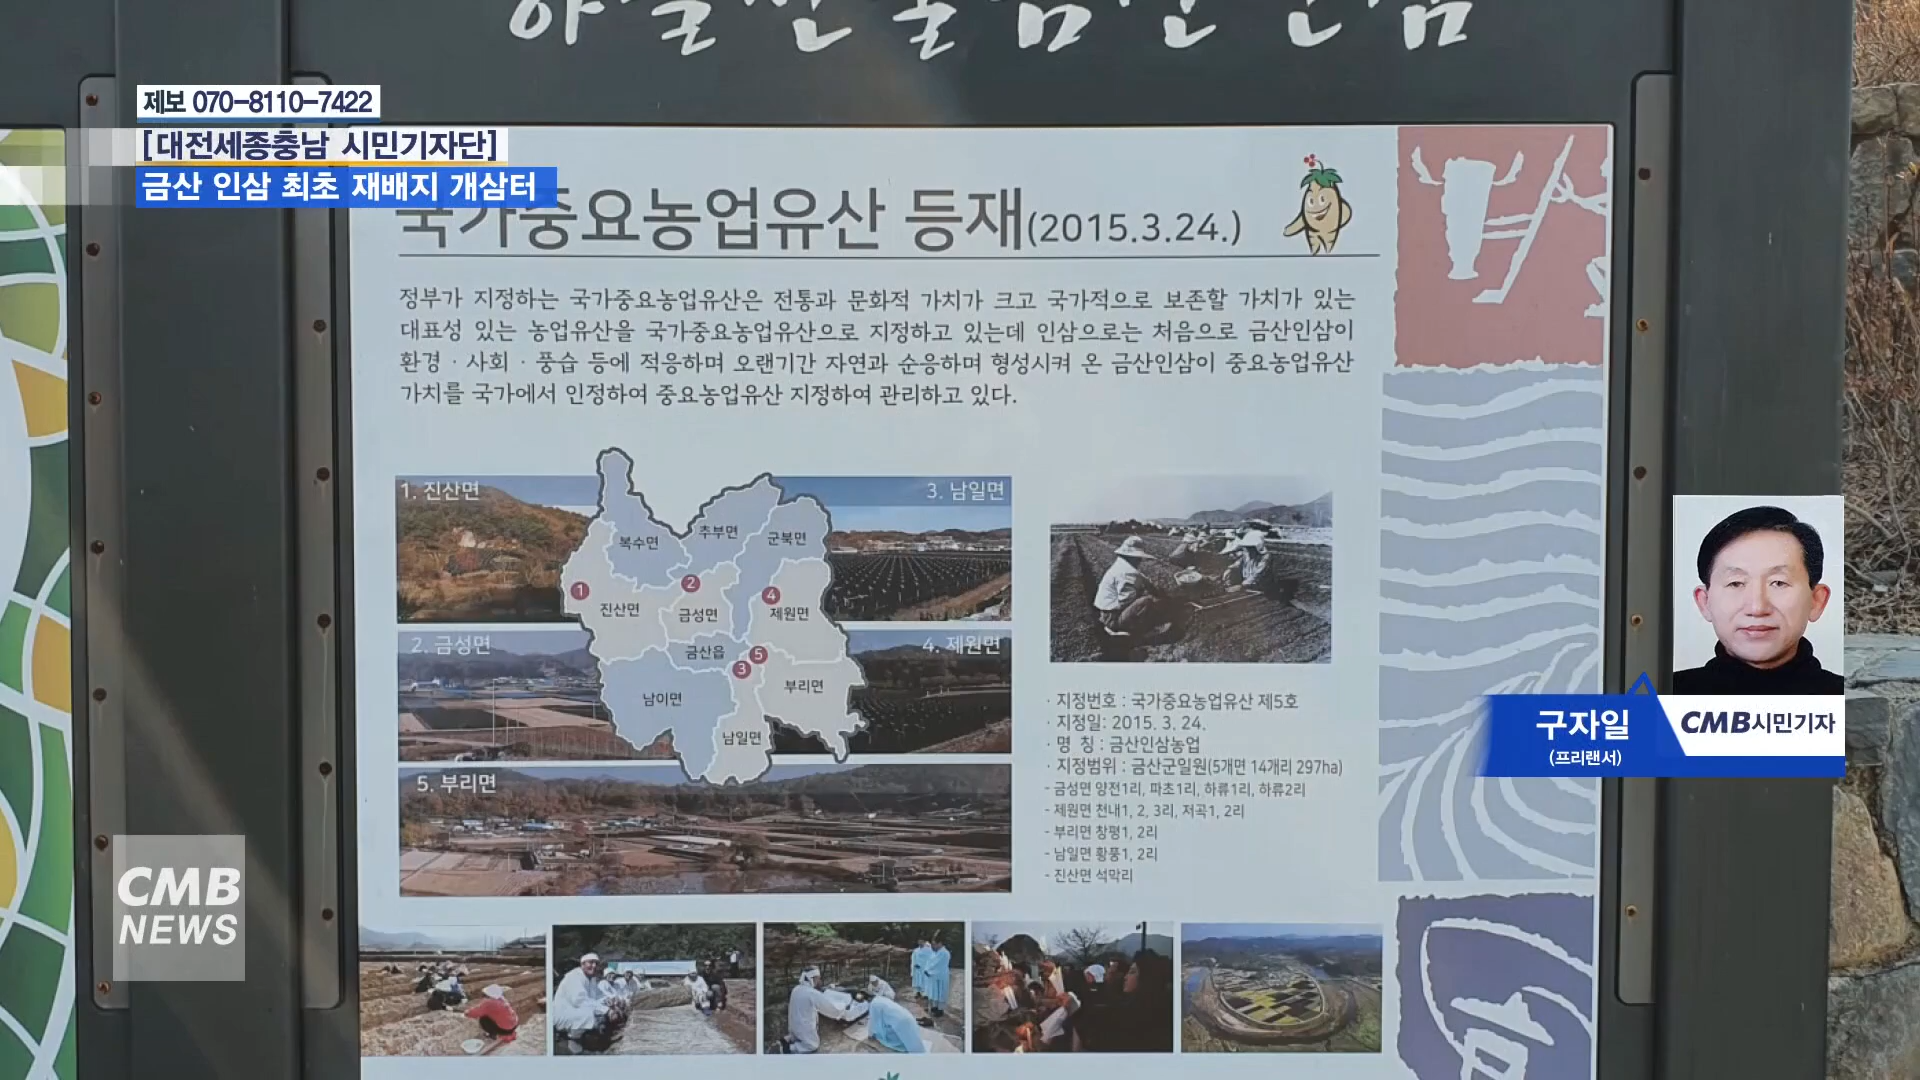 제보 070-8110-7422
[대전세종충남 시민기자단]
금산 인삼 최초 재배지 개삼터
국가중요농업유산 등재(2015.3.24.)
정부가 지정하는 국가중요농업유산은 전통과 문화적 가치가 크고 국가적으로 보존할 가치가 있는
대표성 있는 농업유산을 국가중요농업유산으로 지정하고 있는데 인삼으로는 처음으로 금산인삼이
환경 · 사회 · 풍습 등에 적응하며 오랜기간 자연과 순응하며 형성시켜 온 금산인삼이 중요농업유산
가치를 국가에서 인정하여 중요농업유산 지정하여 관리하고 있다.
1. 진산면
3. 남일면
2. 금성면
4. 제원면
5. 부리면
복수면
추부면
군북면
1
2
4
진산면
금성면
제원면
금산읍
5
3
남이면
부리면
남일면
· 지정번호 : 국가중요농업유산 제5호
· 지정일: 2015. 3. 24.
· 명 칭 : 금산인삼농업
· 지정범위 : 금산군일원(5개면 14개리 297ha)
- 금성면 양전1리, 파초1리, 하류1리, 하류2리
- 제원면 천내1, 2, 3리, 저곡1, 2리
- 부리면 창평1, 2리
- 남일면 황풍1, 2리
- 진산면 석막리
구자일
(프리랜서)
CMB시민기자
CMB
NEWS